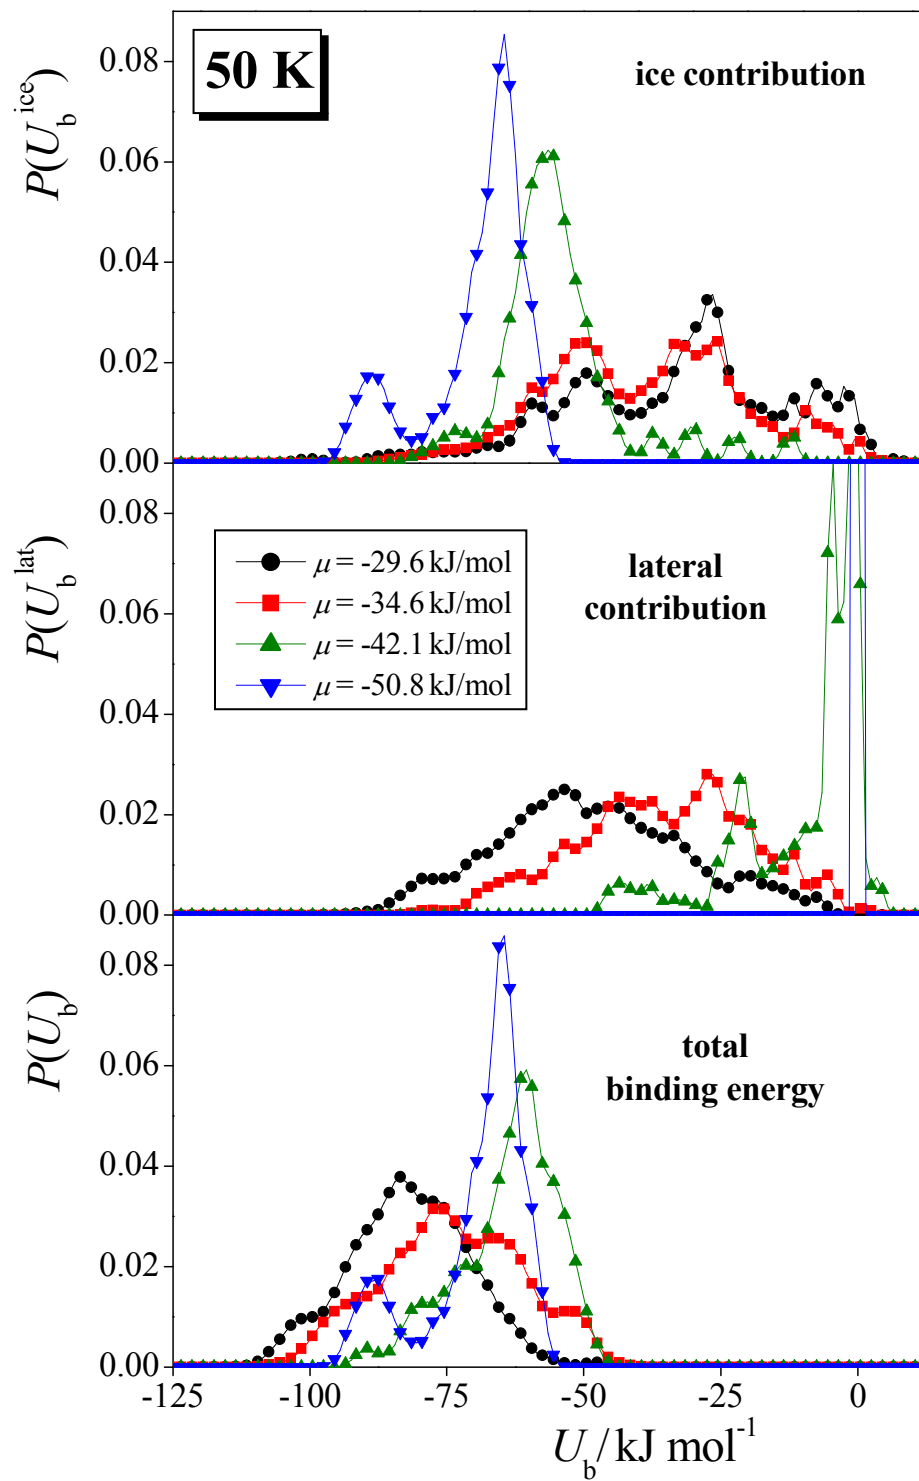 50 K
ice contribution
P(U_b^ice)
0.08
0.06
0.04
0.02
0.00
lateral
contribution
P(U_b^lat)
0.08
0.06
0.04
0.02
0.00
μ = -29.6 kJ/mol
μ = -34.6 kJ/mol
μ = -42.1 kJ/mol
μ = -50.8 kJ/mol
total
binding energy
P(U_b)
0.08
0.06
0.04
0.02
0.00
-125 -100 -75 -50 -25 0
U_b/kJ mol^-1